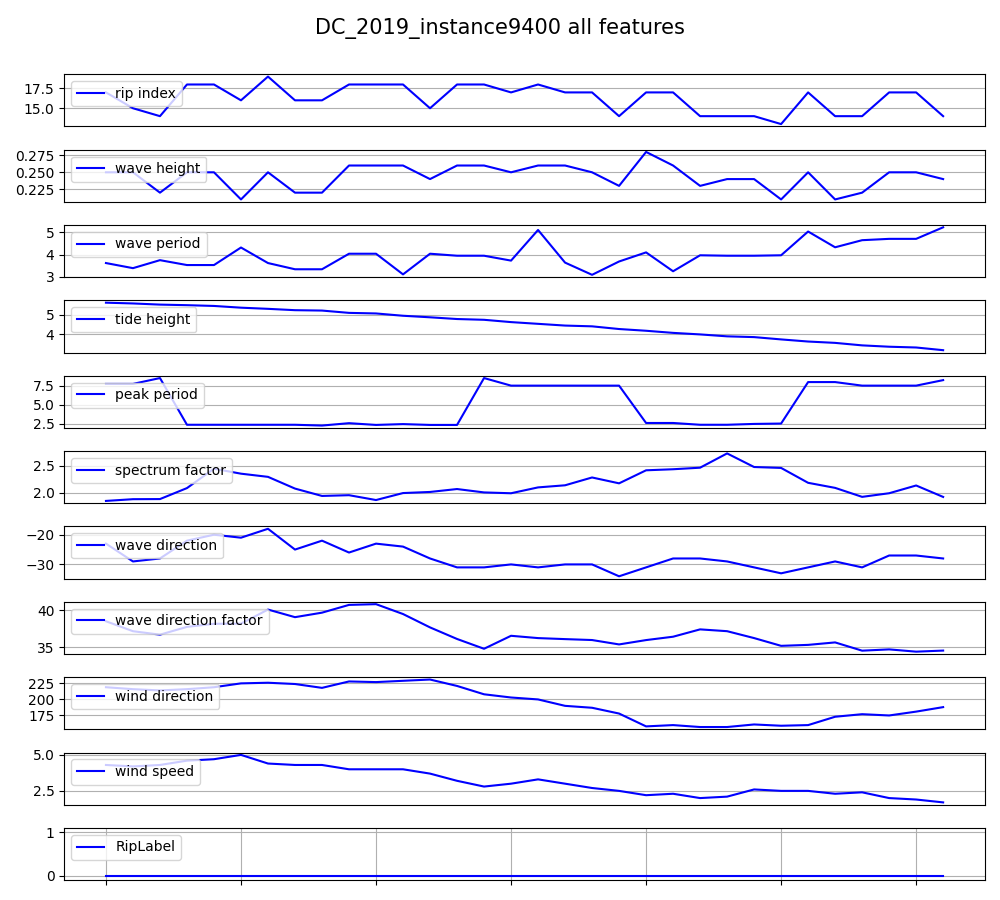 DC_2019_instance9400 all features
17.5
15.0
rip index
0.275
0.250
0.225
wave height
5
4
3
wave period
5
4
tide height
7.5
5.0
2.5
peak period
2.5
2.0
spectrum factor
−20
−30
wave direction
40
35
wave direction factor
225
200
175
wind direction
5.0
2.5
wind speed
1
0
RipLabel